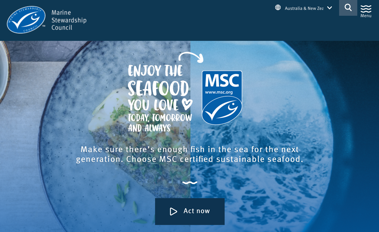 Marine
Stewardship
Council
Australia & New Zea
Menu
ENJOY THE
SEAFOOD
YOU LOVE
TODAY, TOMORROW
AND ALWAYS
MSC
www.msc.org
Make sure there's enough fish in the sea for the next
generation. Choose MSC certified sustainable seafood.
Act now